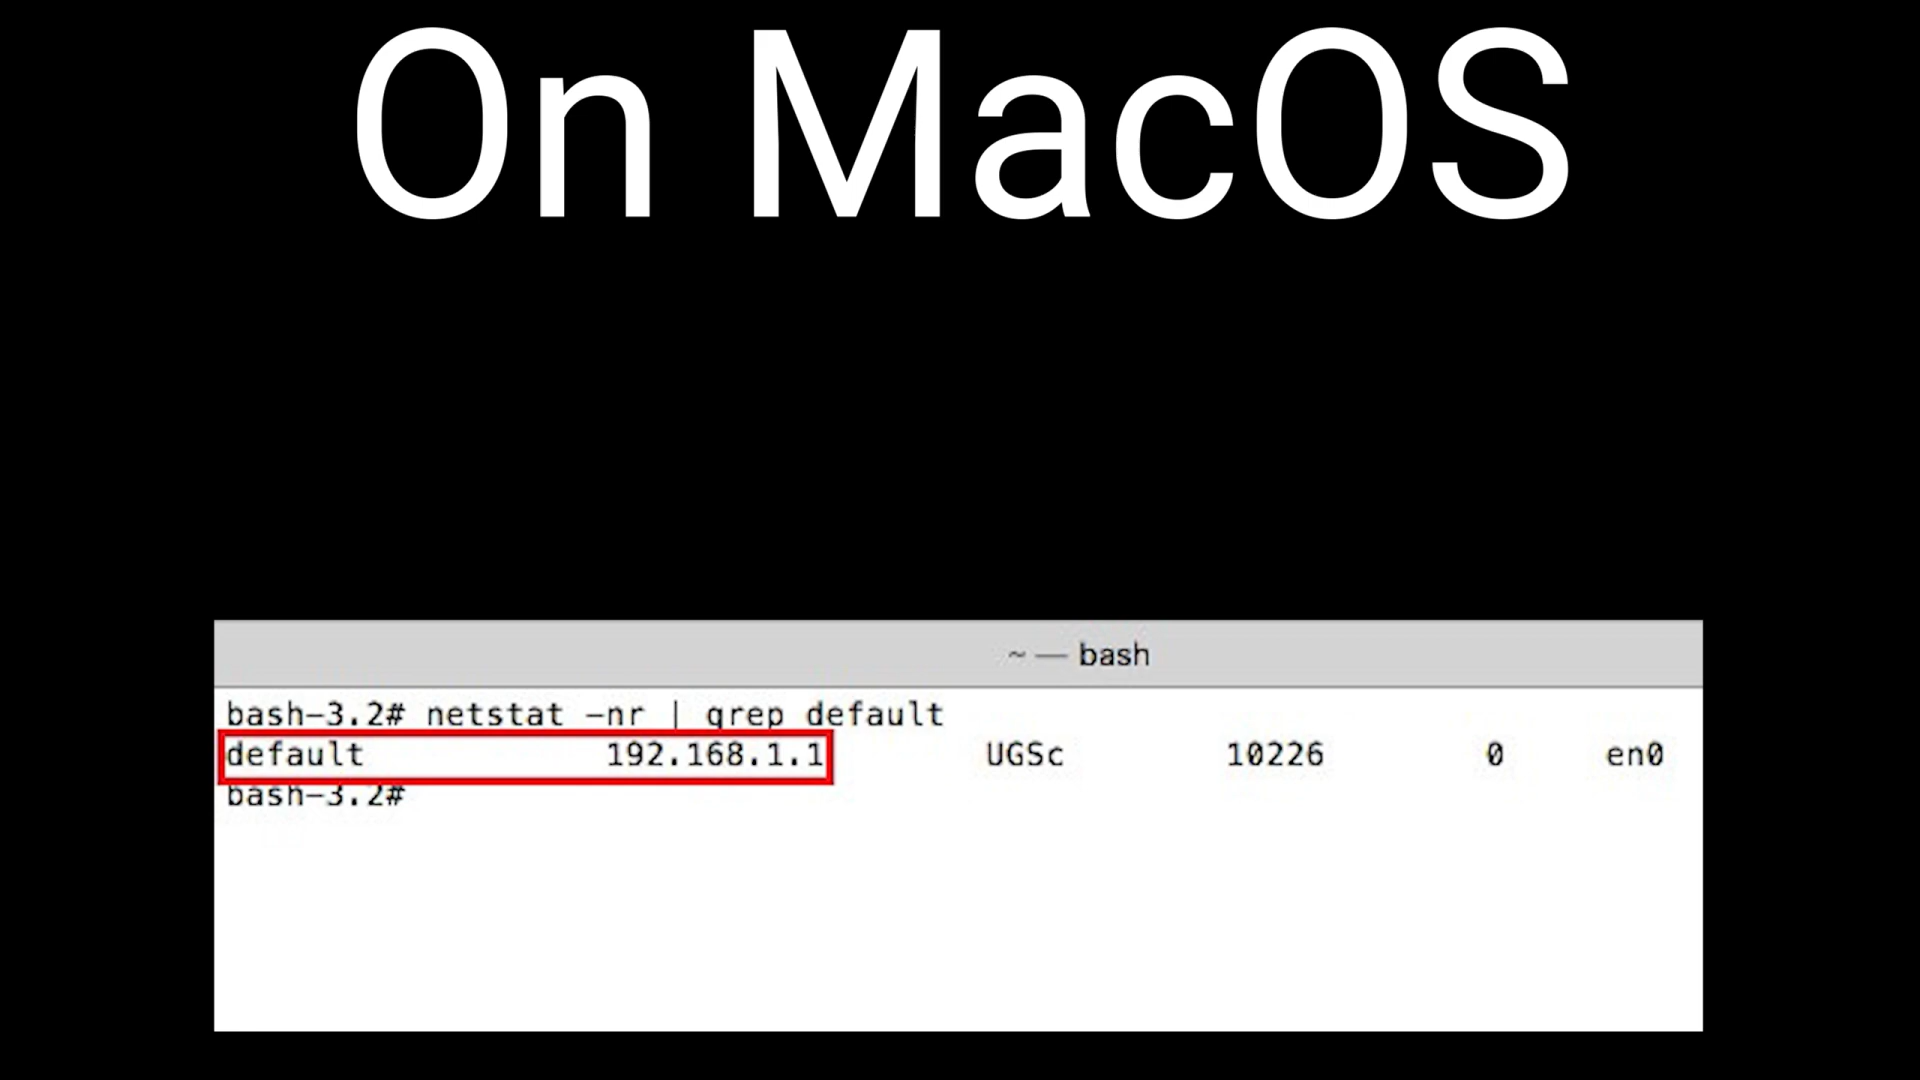 On MacOS
~ — bash
bash-3.2# netstat -nr | grep default
default 192.168.1.1 UGSc 10226 0 en0
bash-3.2#